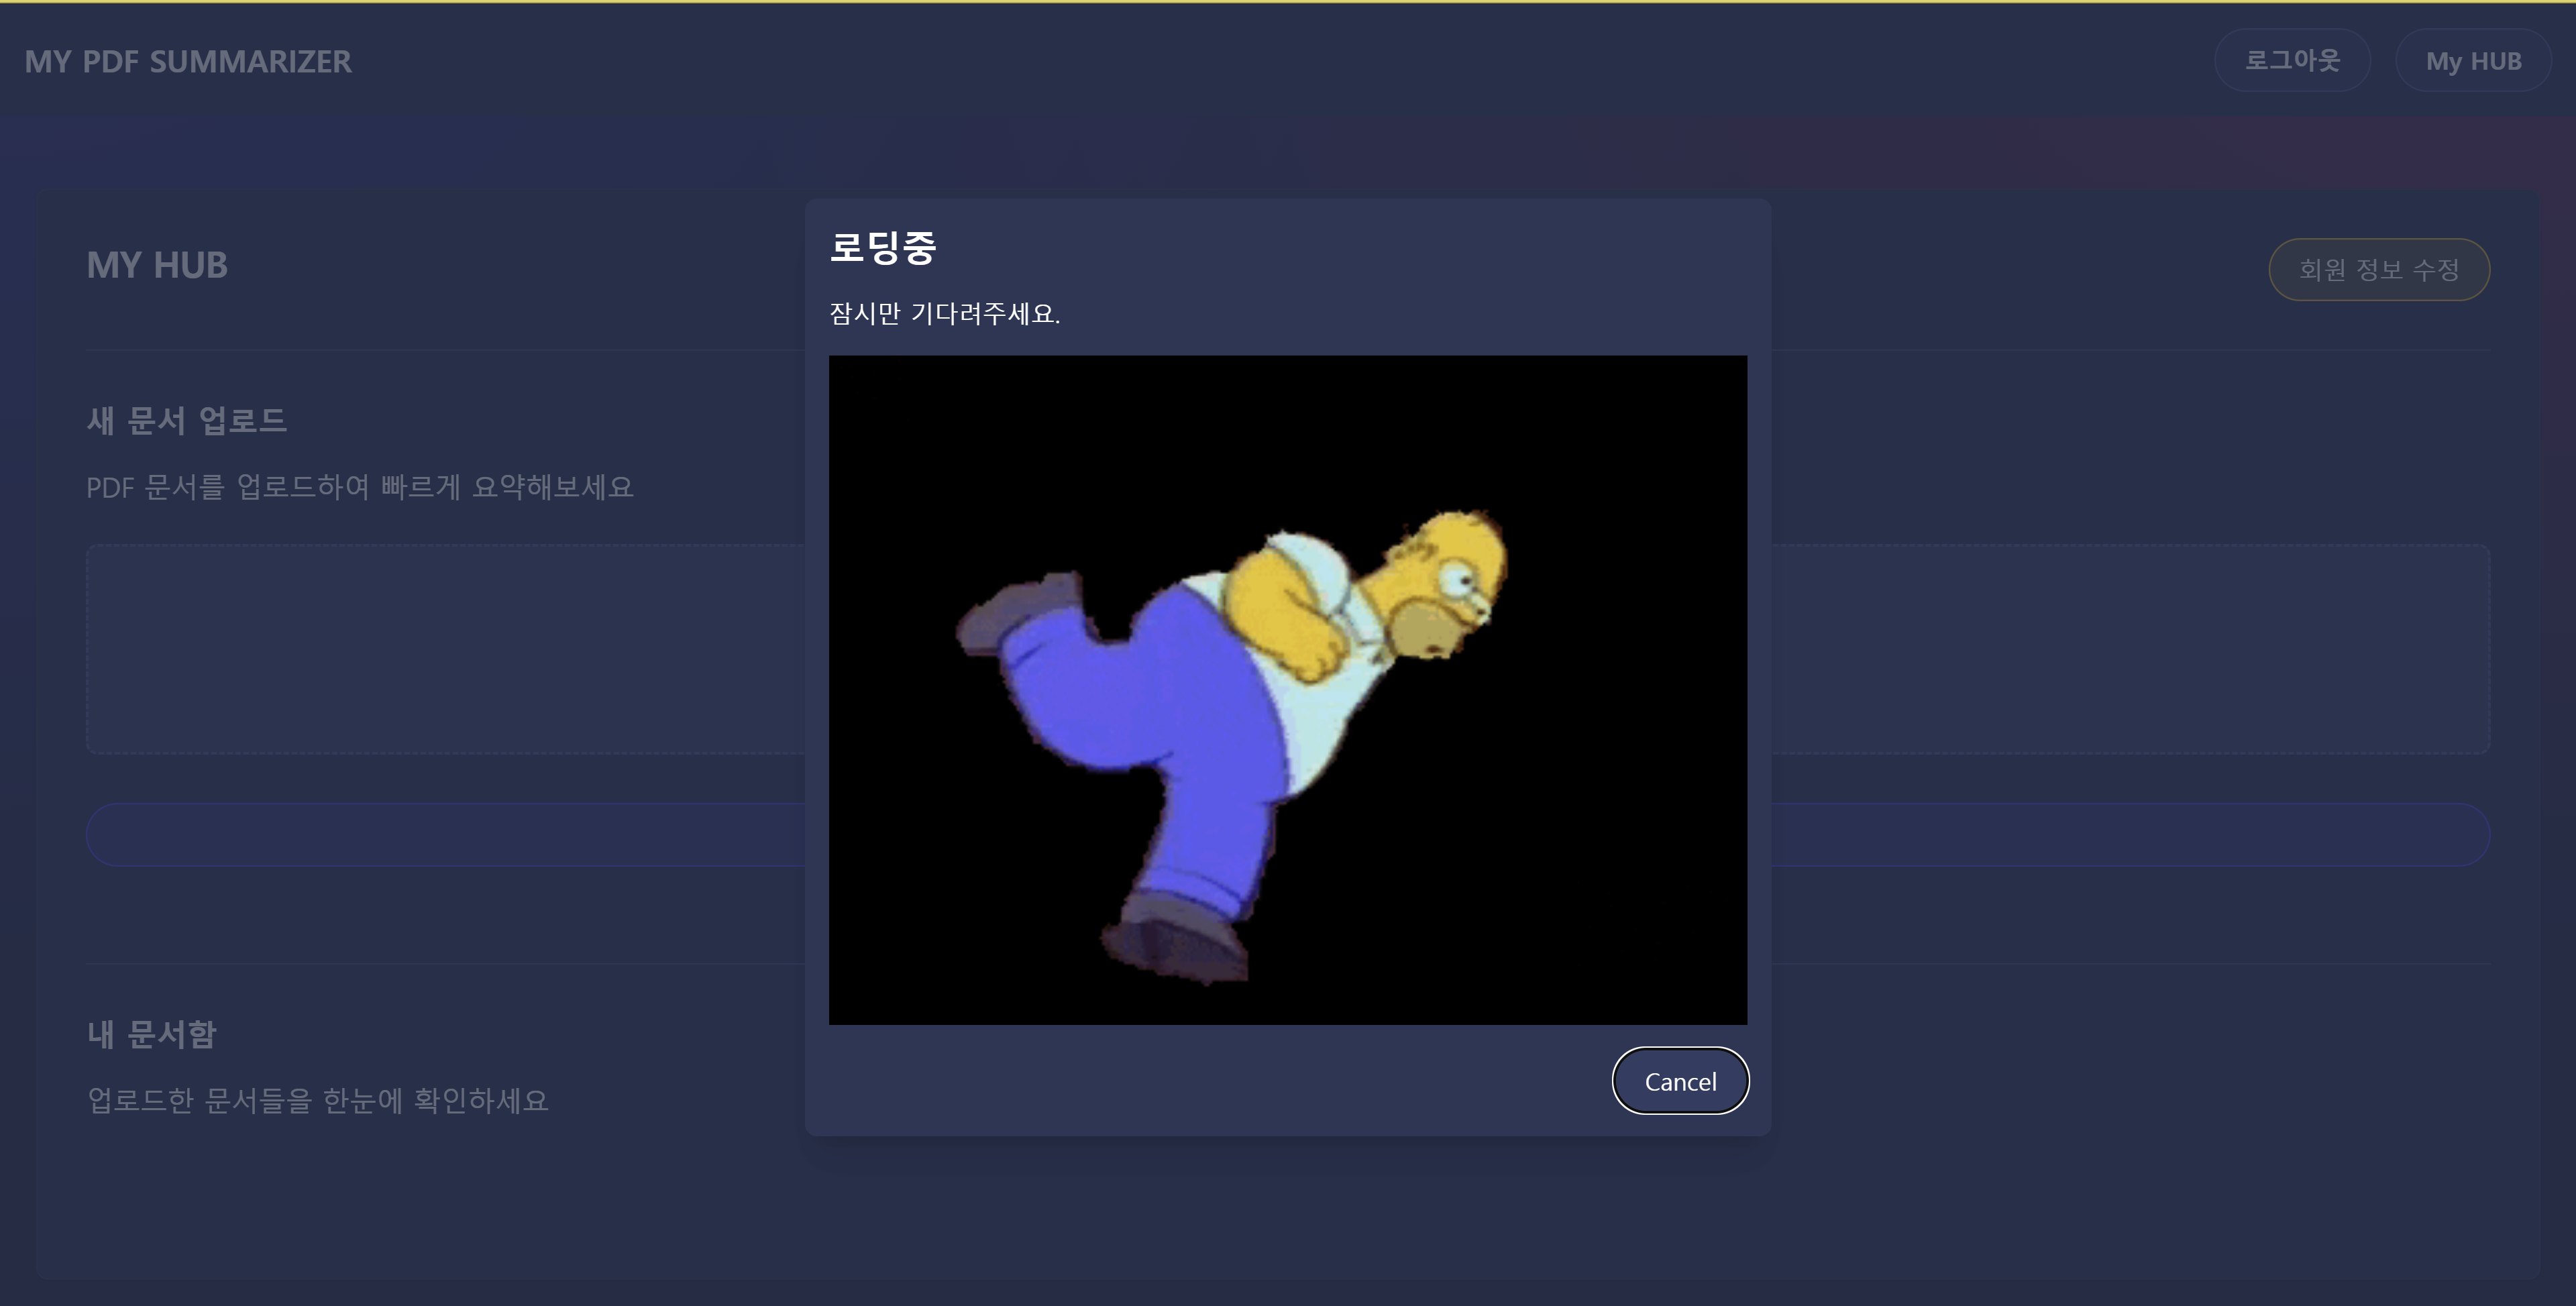 MY PDF SUMMARIZER
로그아웃
My HUB
MY HUB
회원 정보 수정
새 문서 업로드
PDF 문서를 업로드하여 빠르게 요약해보세요
로딩중
잠시만 기다려주세요.
Cancel
내 문서함
업로드한 문서들을 한눈에 확인하세요